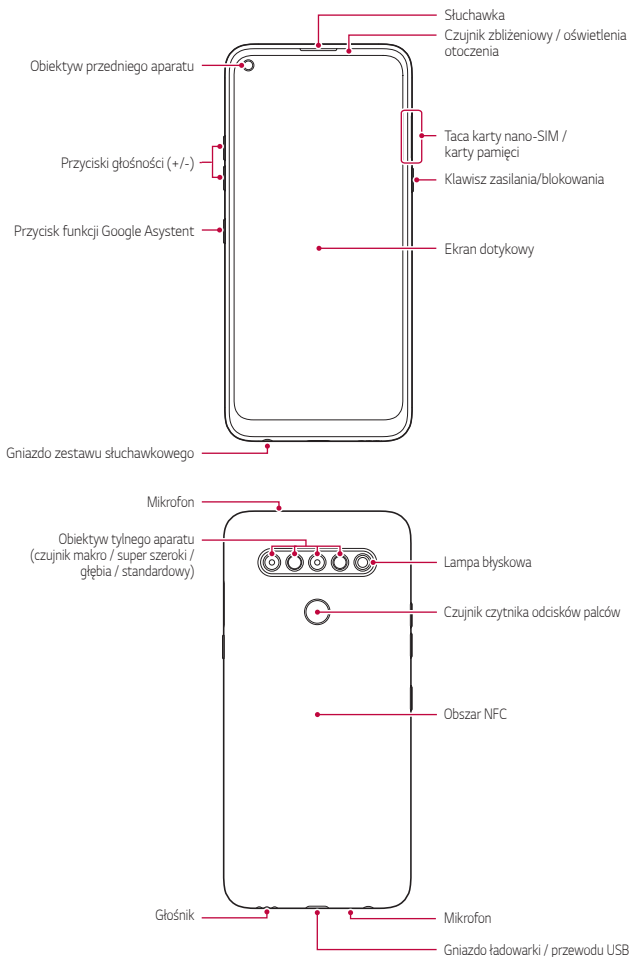 Słuchawka
Czujnik zbliżeniowy / oświetlenia
otoczenia
Obiektyw przedniego aparatu
Taca karty nano-SIM /
karty pamięci
Przyciski głośności (+/-)
Klawisz zasilania/blokowania
Przycisk funkcji Google Asystent
Ekran dotykowy
Gniazdo zestawu słuchawkowego
Mikrofon
Obiektyw tylnego aparatu
(czujnik makro / super szeroki /
głębia / standardowy)
Lampa błyskowa
Czujnik czytnika odcisków palców
Obszar NFC
Głośnik
Mikrofon
Gniazdo ładowarki / przewodu USB